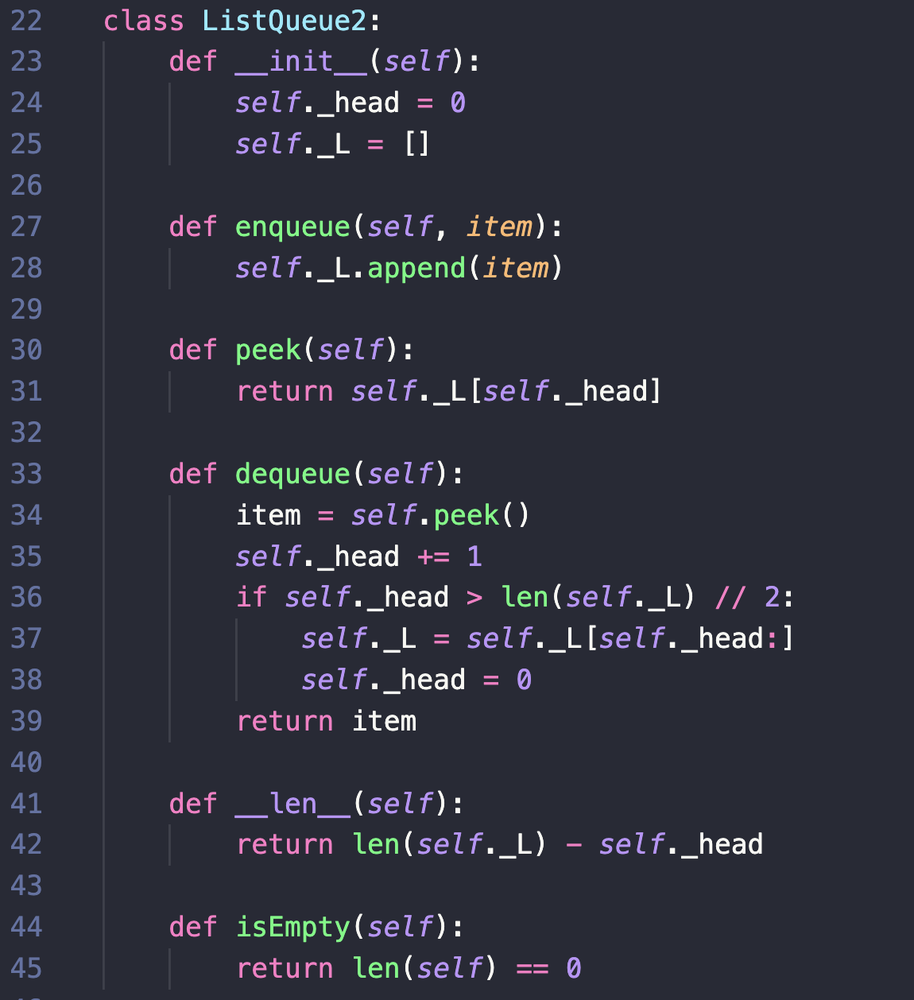 22 class ListQueue2:
23     def __init__(self):
24         self._head = 0
25         self._L = []
26
27     def enqueue(self, item):
28         self._L.append(item)
29
30     def peek(self):
31         return self._L[self._head]
32
33     def dequeue(self):
34         item = self.peek()
35         self._head += 1
36         if self._head > len(self._L) // 2:
37             self._L = self._L[self._head:]
38             self._head = 0
39         return item
40
41     def __len__(self):
42         return len(self._L) - self._head
43
44     def isEmpty(self):
45         return len(self) == 0